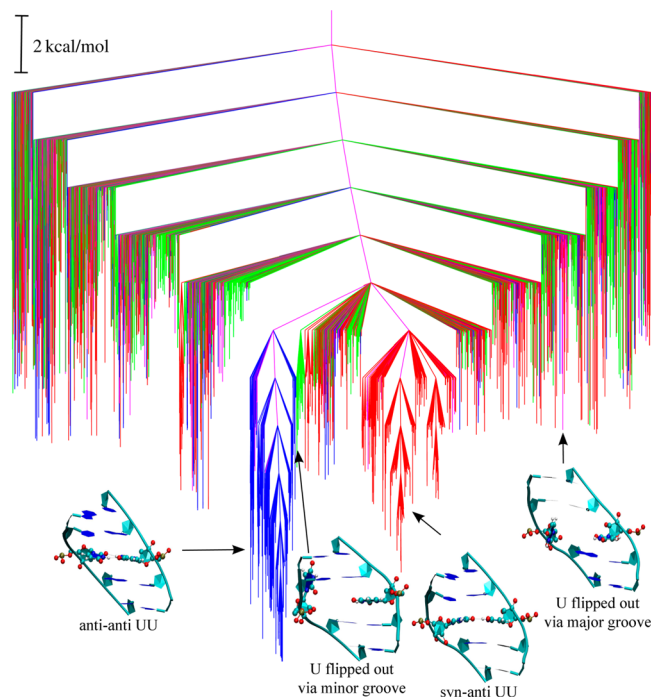 2 kcal/mol
anti-anti UU
U flipped out
via minor groove
syn-anti UU
U flipped out
via major groove